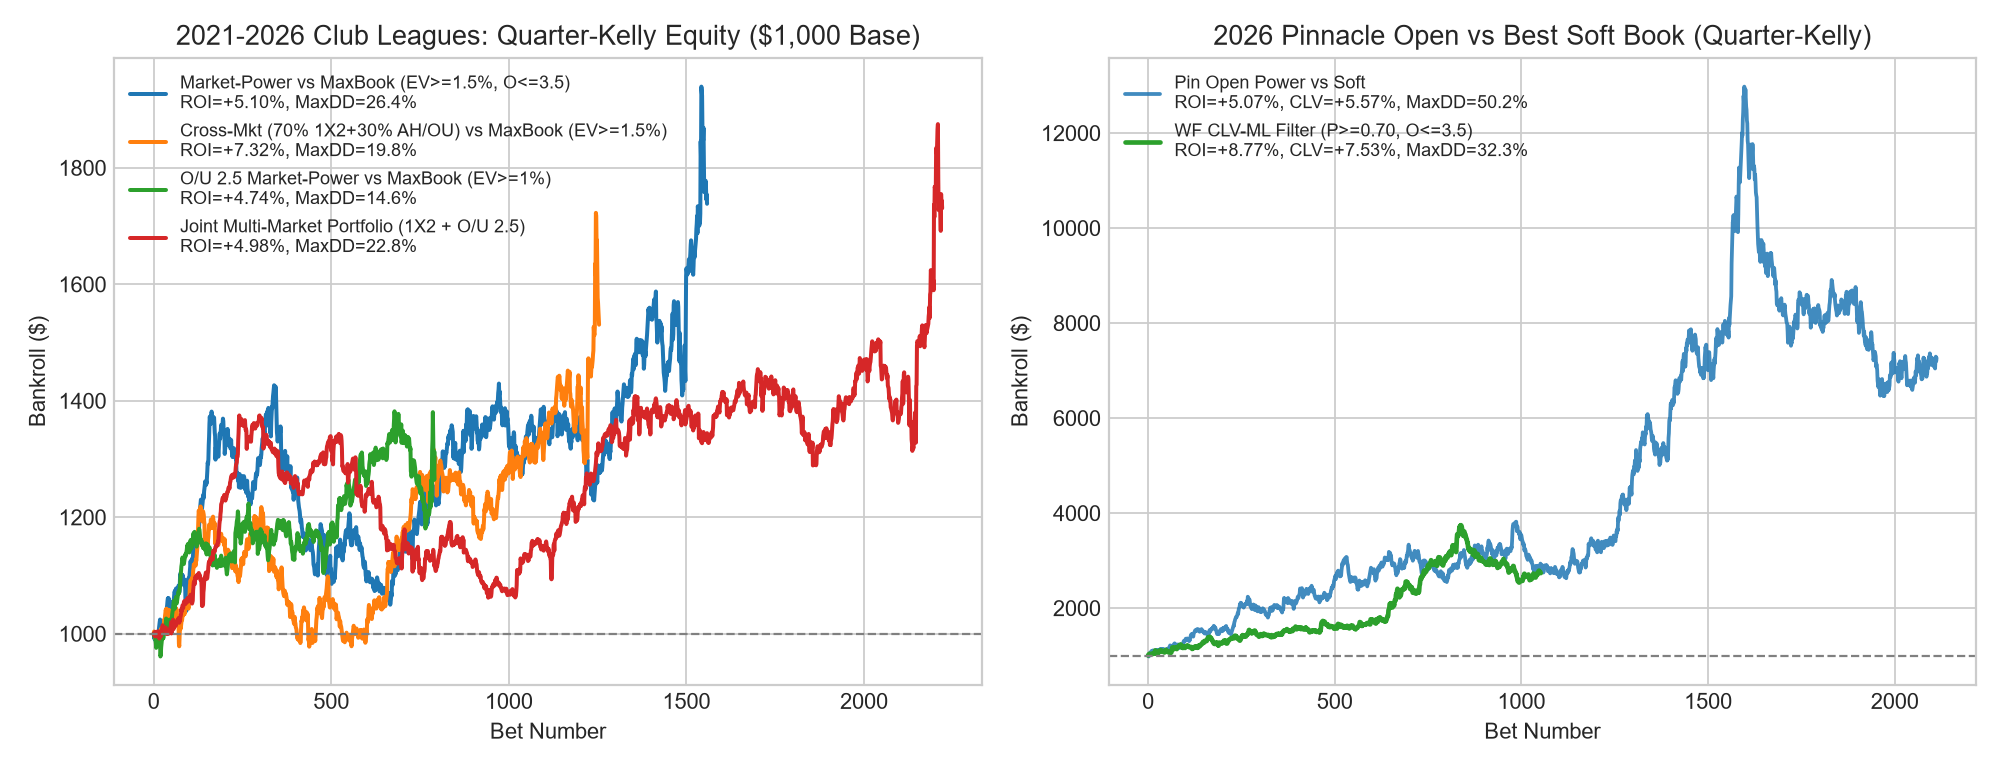 2021-2026 Club Leagues: Quarter-Kelly Equity ($1,000 Base)
Market-Power vs MaxBook (EV>=1.5%, O<=3.5)
ROI=+5.10%, MaxDD=26.4%
Cross-Mkt (70% 1X2+30% AH/OU) vs MaxBook (EV>=1.5%)
ROI=+7.32%, MaxDD=19.8%
O/U 2.5 Market-Power vs MaxBook (EV>=1%)
ROI=+4.74%, MaxDD=14.6%
Joint Multi-Market Portfolio (1X2 + O/U 2.5)
ROI=+4.98%, MaxDD=22.8%
Bankroll ($)
1800
1600
1400
1200
1000
0
500
1000
1500
2000
Bet Number
2026 Pinnacle Open vs Best Soft Book (Quarter-Kelly)
Pin Open Power vs Soft
ROI=+5.07%, CLV=+5.57%, MaxDD=50.2%
WF CLV-ML Filter (P>=0.70, O<=3.5)
ROI=+8.77%, CLV=+7.53%, MaxDD=32.3%
Bankroll ($)
12000
10000
8000
6000
4000
2000
0
500
1000
1500
2000
Bet Number